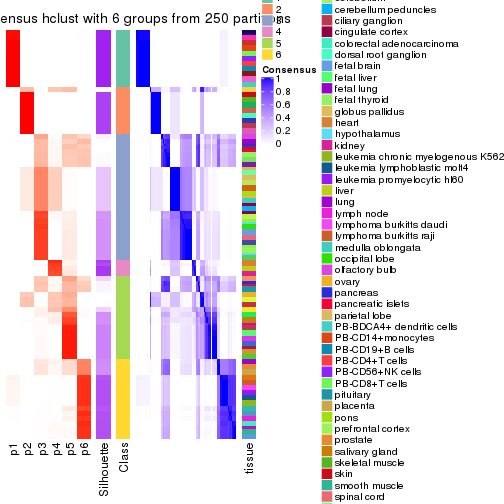 ensus hclust with 6 groups from 250 parti
ns
2
4
5
6
Consensus
1
0.8
0.6
0.4
0.2
0
p1
p2
p3
p4
p5
p6
Silhouette
Class
tissue
cerebellum peduncles
ciliary ganglion
cingulate cortex
colorectal adenocarcinoma
dorsal root ganglion
fetal brain
fetal liver
fetal lung
fetal thyroid
globus pallidus
heart
hypothalamus
kidney
leukemia chronic myelogenous K562
leukemia lymphoblastic molt4
leukemia promyelocytic hl60
liver
lung
lymph node
lymphoma burkitts daudi
lymphoma burkitts raji
medulla oblongata
occipital lobe
olfactory bulb
ovary
pancreas
pancreatic islets
parietal lobe
PB-BDCA4+ dendritic cells
PB-CD14+monocytes
PB-CD19+B cells
PB-CD4+T cells
PB-CD56+NK cells
PB-CD8+T cells
pituitary
placenta
pons
prefrontal cortex
prostate
salivary gland
skeletal muscle
skin
smooth muscle
spinal cord